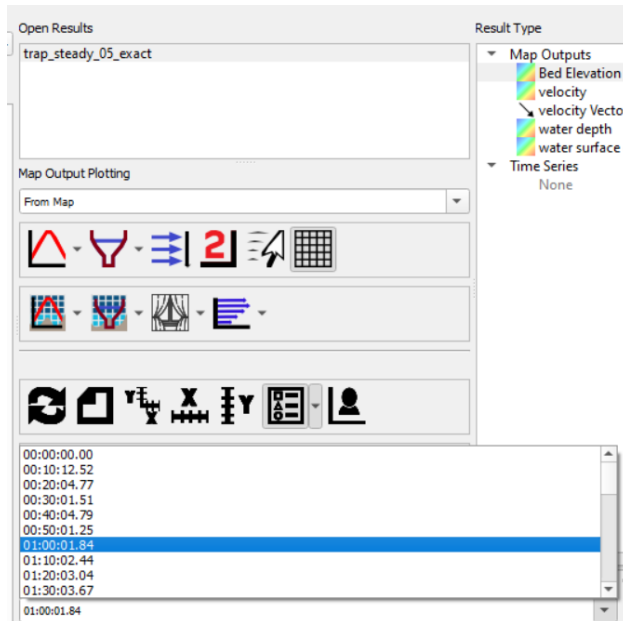 Open Results
trap_steady_05_exact
Map Output Plotting
From Map
2
Y
X
X
Y
00:00:00.00
00:10:12.52
00:20:04.77
00:30:01.51
00:40:04.79
00:50:01.25
01:00:01.84
01:10:02.44
01:20:03.04
01:30:03.67
01:00:01.84
Result Type
Map Outputs
Bed Elevation
velocity
velocity Vecto
water depth
water surface
Time Series
None